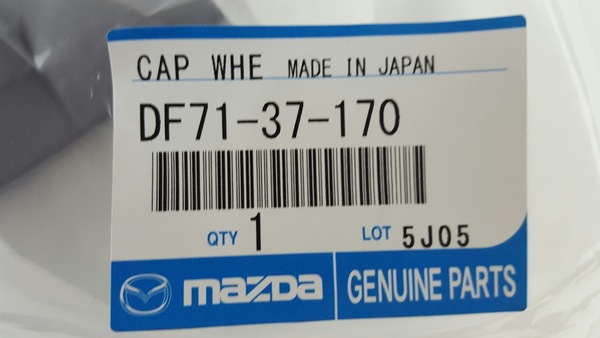 CAP WHE MADE IN JAPAN
DF71-37-170
QTY 1 LOT 5J05
mazda GENUINE PARTS